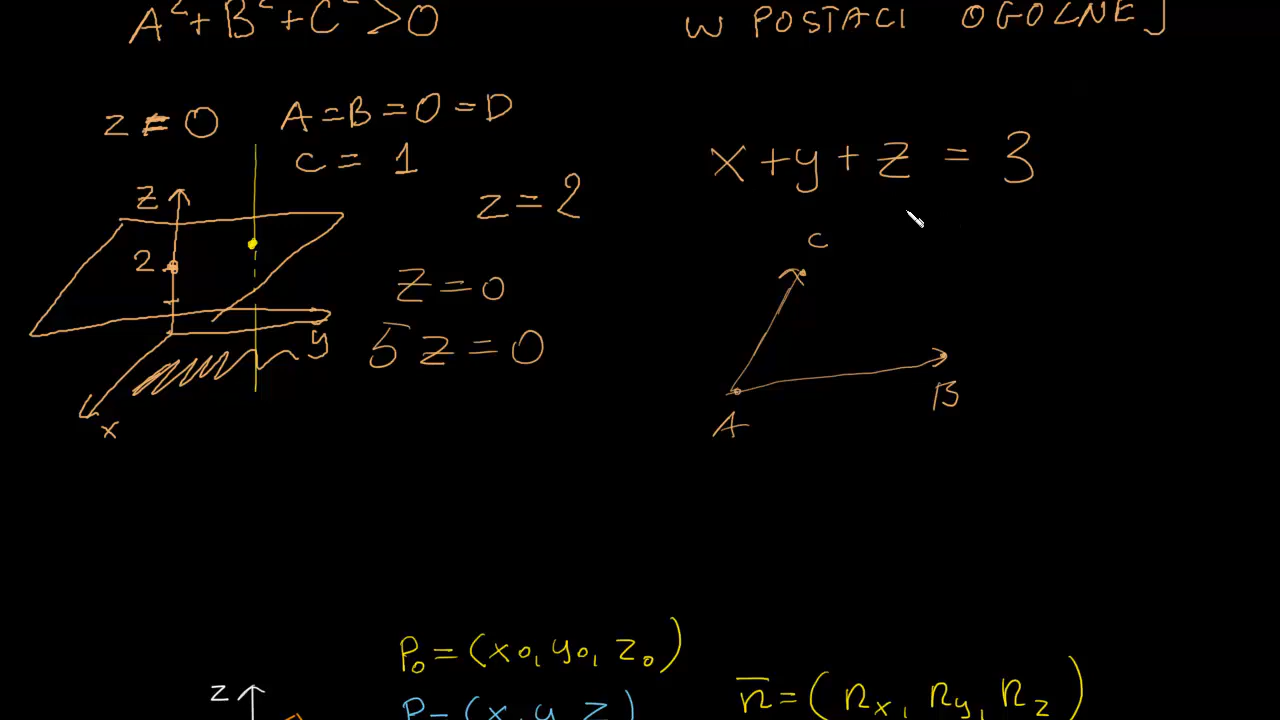 A²+B²+C²>0
W POSTACI OGÓLNEJ
z=0
A=B=0=D
C=1
x+y+z=3
z=2
z
2
z=0
5z=0
y
x
C
A
B
P₀=(x₀,y₀,z₀)
n̅=(n_x,n_y,n_z)
z
P=(x,y,z)